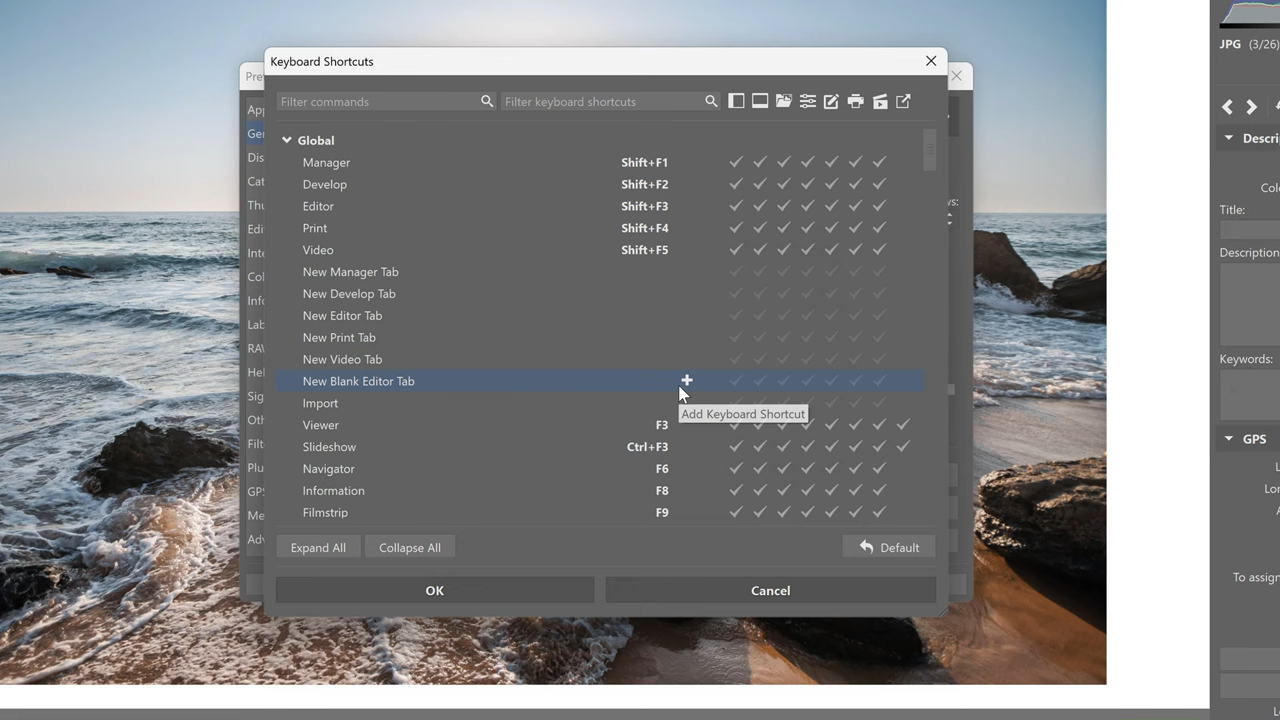 Keyboard Shortcuts
Filter commands
Filter keyboard shortcuts
Global
Manager Shift+F1
Develop Shift+F2
Editor Shift+F3
Print Shift+F4
Video Shift+F5
New Manager Tab
New Develop Tab
New Editor Tab
New Print Tab
New Video Tab
New Blank Editor Tab
Import
Add Keyboard Shortcut
Viewer F3
Slideshow Ctrl+F3
Navigator F6
Information F8
Filmstrip F9
Expand All
Collapse All
Default
OK
Cancel
JPG (3/26)
Title:
Description
Keywords:
GPS
To assign